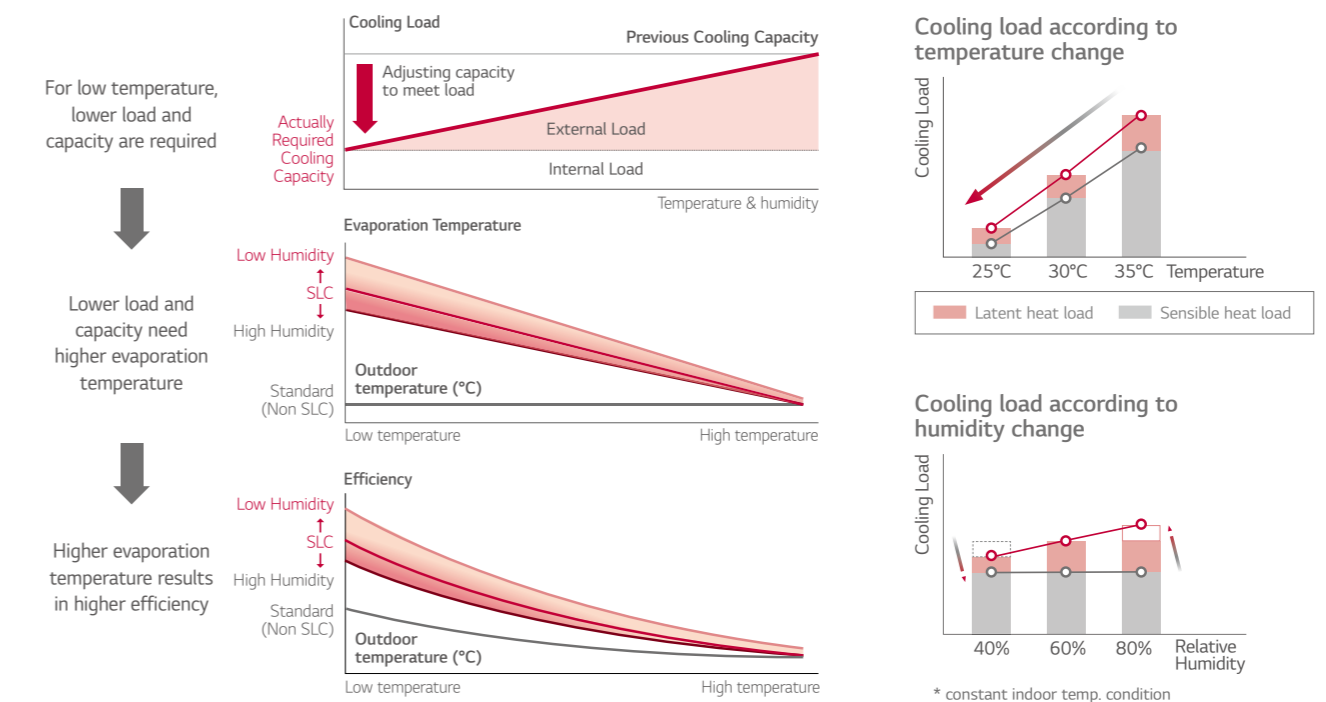 For low temperature,
lower load and
capacity are required
Lower load and
capacity need
higher evaporation
temperature
Higher evaporation
temperature results
in higher efficiency
Cooling Load
Previous Cooling Capacity
Adjusting capacity
to meet load
Actually
Required
Cooling
Capacity
External Load
Internal Load
Temperature & humidity
Evaporation Temperature
Low Humidity
SLC
High Humidity
Standard
(Non SLC)
Outdoor
temperature (°C)
Low temperature
High temperature
Efficiency
Low Humidity
SLC
High Humidity
Standard
(Non SLC)
Outdoor
temperature (°C)
Low temperature
High temperature
Cooling load according to
temperature change
Cooling Load
25°C
30°C
35°C
Temperature
Latent heat load
Sensible heat load
Cooling load according to
humidity change
Cooling Load
40%
60%
80%
Relative
Humidity
* constant indoor temp. condition